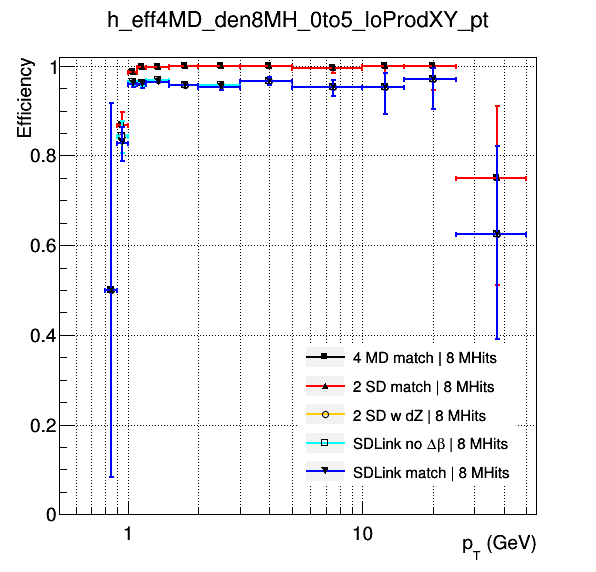 h_eff4MD_den8MH_0to5_loProdXY_pt
Efficiency
1
0.8
0.6
0.4
0.2
0
4 MD match | 8 MHits
2 SD match | 8 MHits
2 SD w dZ | 8 MHits
SDLink no Δβ | 8 MHits
SDLink match | 8 MHits
1
10
p_T (GeV)